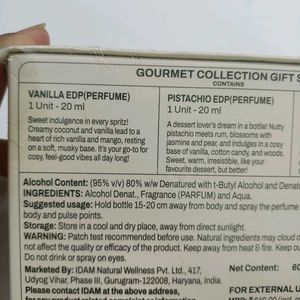 GOURMET COLLECTION GIFT S
CONTAINS
VANILLA EDP(PERFUME)
1 Unit - 20 ml
Sweet indulgence in every spritz!
Creamy coconut and vanilla lead to a
heart of rich vanilla and mango, resting
on a soft, musky base. It's your go-to for
cosy, feel-good vibes all day long!
PISTACHIO EDP(PERFUME)
1 Unit - 20 ml
A dessert lover's dream in a bottle! Nutty
pistachio meets rum, blossoms with
jasmine and pear, and indulges in a cosy
base of vanilla, cotton candy, and woods.
Sweet, warm, irresistible, like your
favourite dessert, but better!
Alcohol Content: (95% v/v) 80% w/w Denatured with t-Butyl Alcohol and Denat
INGREDIENTS: Alcohol Denat., Fragrance (PARFUM) and Aqua.
Suggested usage: Hold bottle 15-20 cm away from body and spray the perfume
body and pulse points.
Storage: Store in a cool and dry place, away from direct sunlight.
WARNING: Patch test recommended before use. Natural ingredients may cloud o
not affect the quality or efficacy of the product. Keep away from heat and fire. K
Do not drink or spray on eyes.
Marketed By: IDAM Natural Wellness Pvt. Ltd., 417,
Udyog Vihar, Phase III, Gurugram-122008, Haryana, India.
Please contact IDAM at the above address for
Net Quantity:
FOR EXTERNAL U